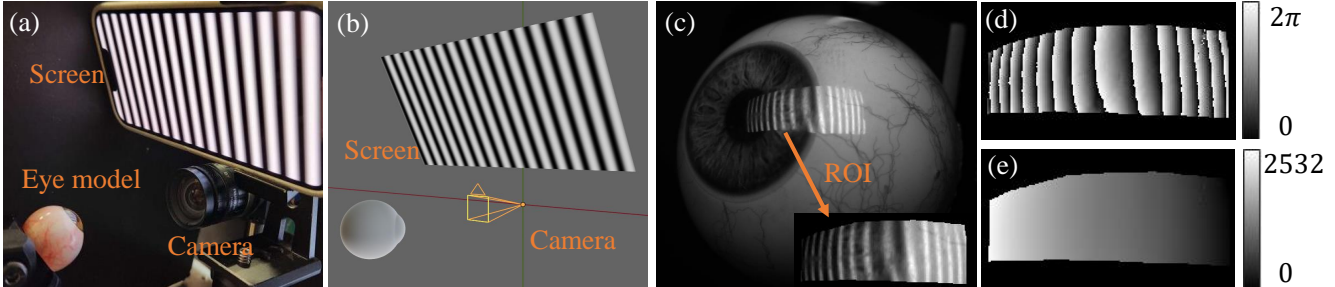 (a)
Screen
Eye model
Camera
(b)
Screen
Camera
(c)
ROI
(d)
2π
0
(e)
2532
0